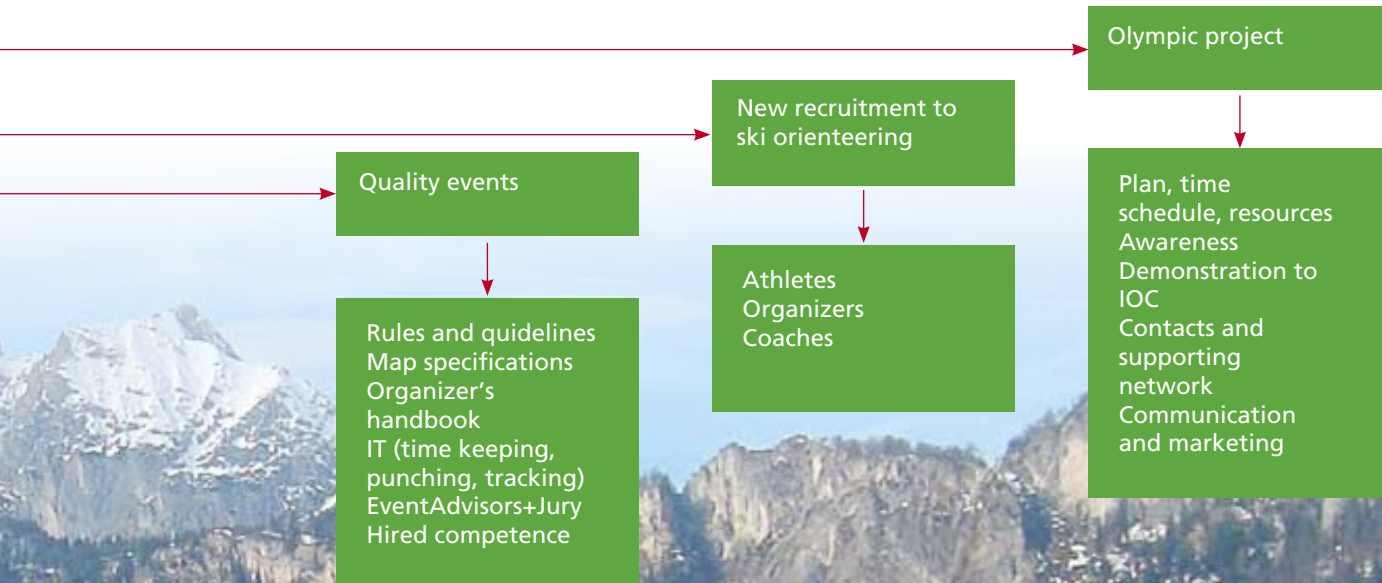 Olympic project
New recruitment to
ski orienteering
Quality events
Plan, time
schedule, resources
Awareness
Demonstration to
IOC
Contacts and
supporting
network
Communication
and marketing
Athletes
Organizers
Coaches
Rules and quidelines
Map specifications
Organizer's
handbook
IT (time keeping,
punching, tracking)
EventAdvisors+Jury
Hired competence